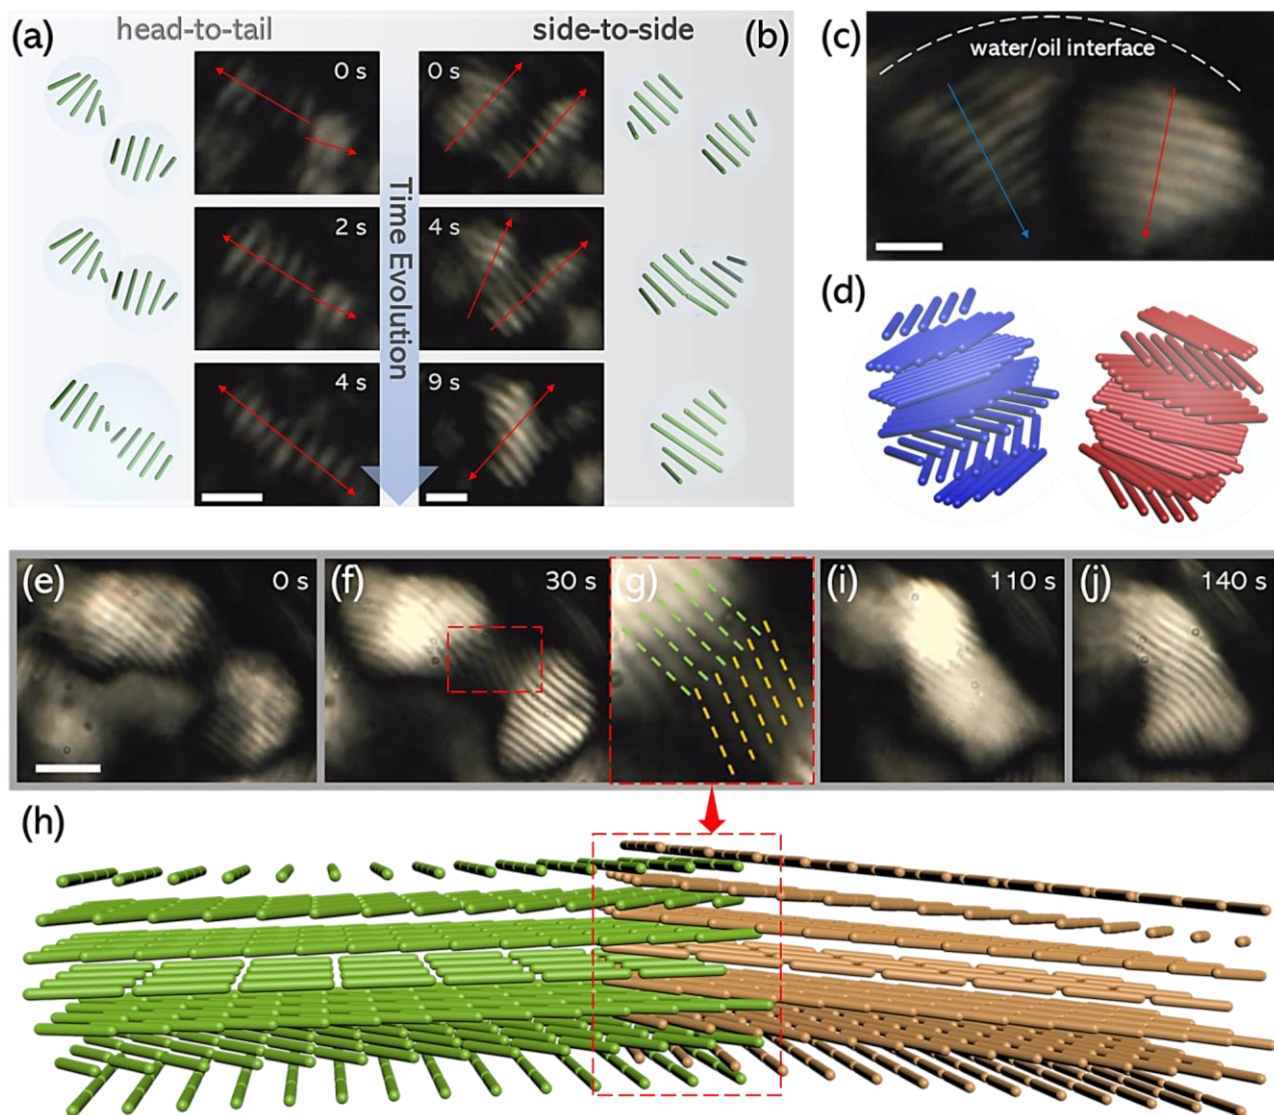 (a) head-to-tail
side-to-side (b)
(c)
water/oil interface
0 s
0 s
2 s
4 s
4 s
9 s
Time Evolution
(d)
(e) 0 s
(f) 30 s
(g)
(i) 110 s
(j) 140 s
(h)